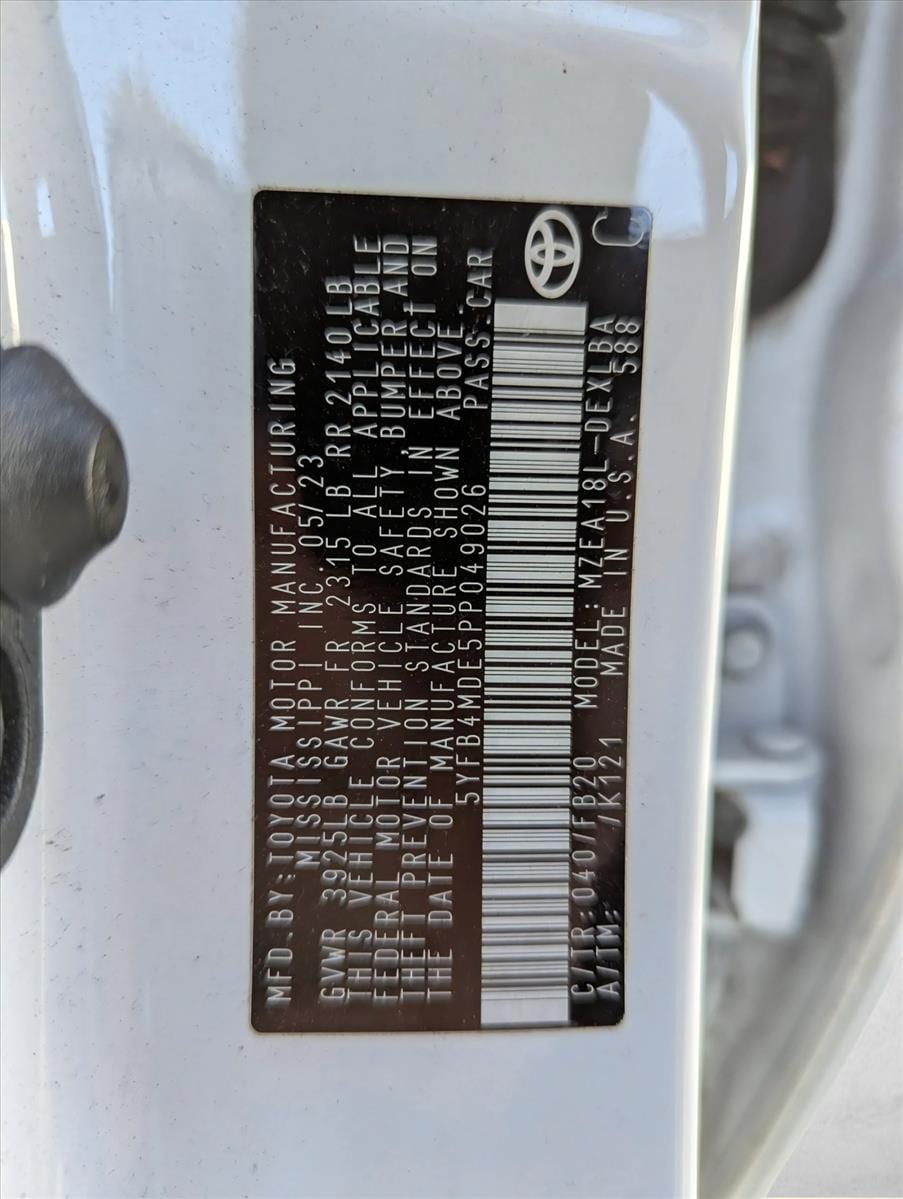 MFD.BY:TOYOTA MOTOR MANUFACTURING
MISSISSIPPI INC. 05/23
GVWR 3925LB GAWR FR 2315 LB RR 2140LB
THIS VEHICLE CONFORMS TO ALL APPLICABLE
FEDERAL MOTOR VEHICLE SAFETY, BUMPER AND
THEFT PREVENTION STANDARDS IN EFFECT ON
THE DATE OF MANUFACTURE SHOWN ABOVE.
5YFB4MDE5PP049026 PASS.CAR
C/TR:040/FB20 MODEL:MZEA18L-DEXLBA
A/TM: /K121 MADE IN U.S.A. 588
C